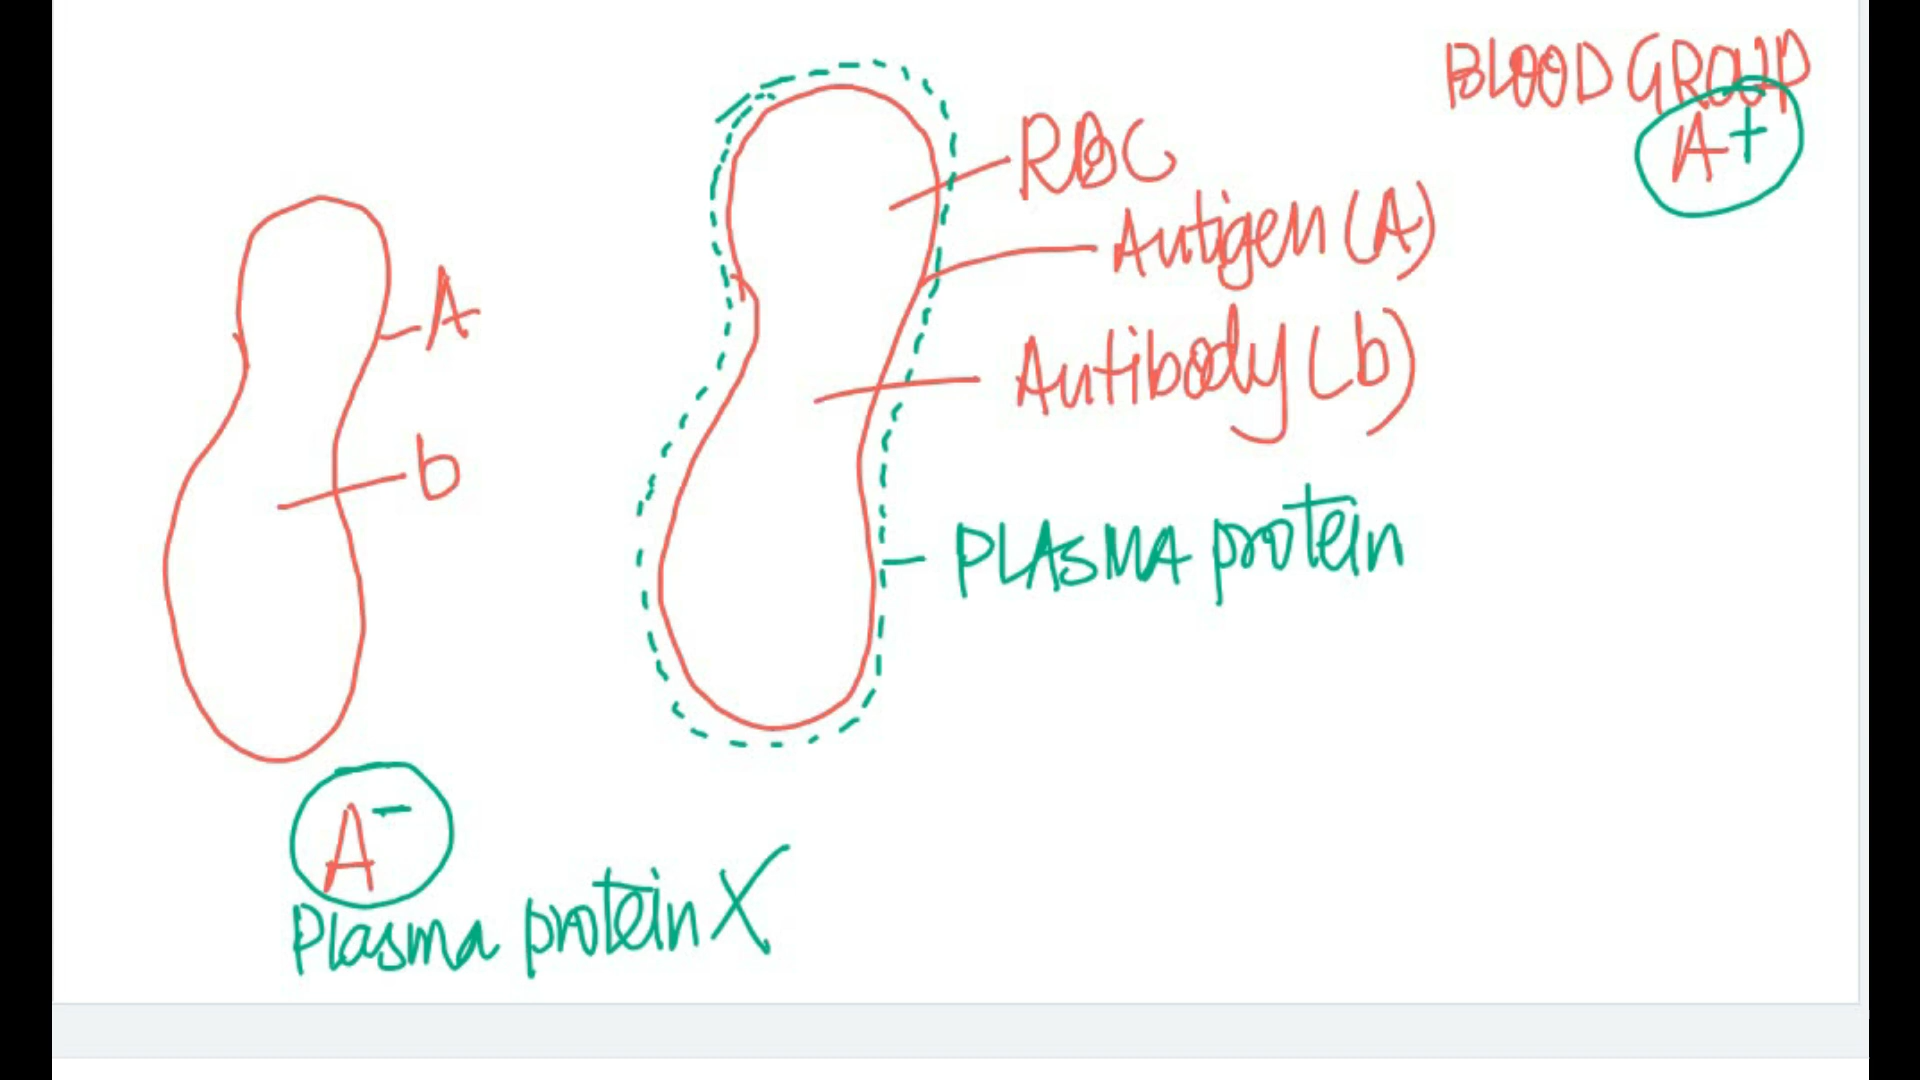 BLOOD GROUP
A+
RBC
Antigen (A)
Antibody (b)
PLASMA protein
A
b
A-
Plasma protein X